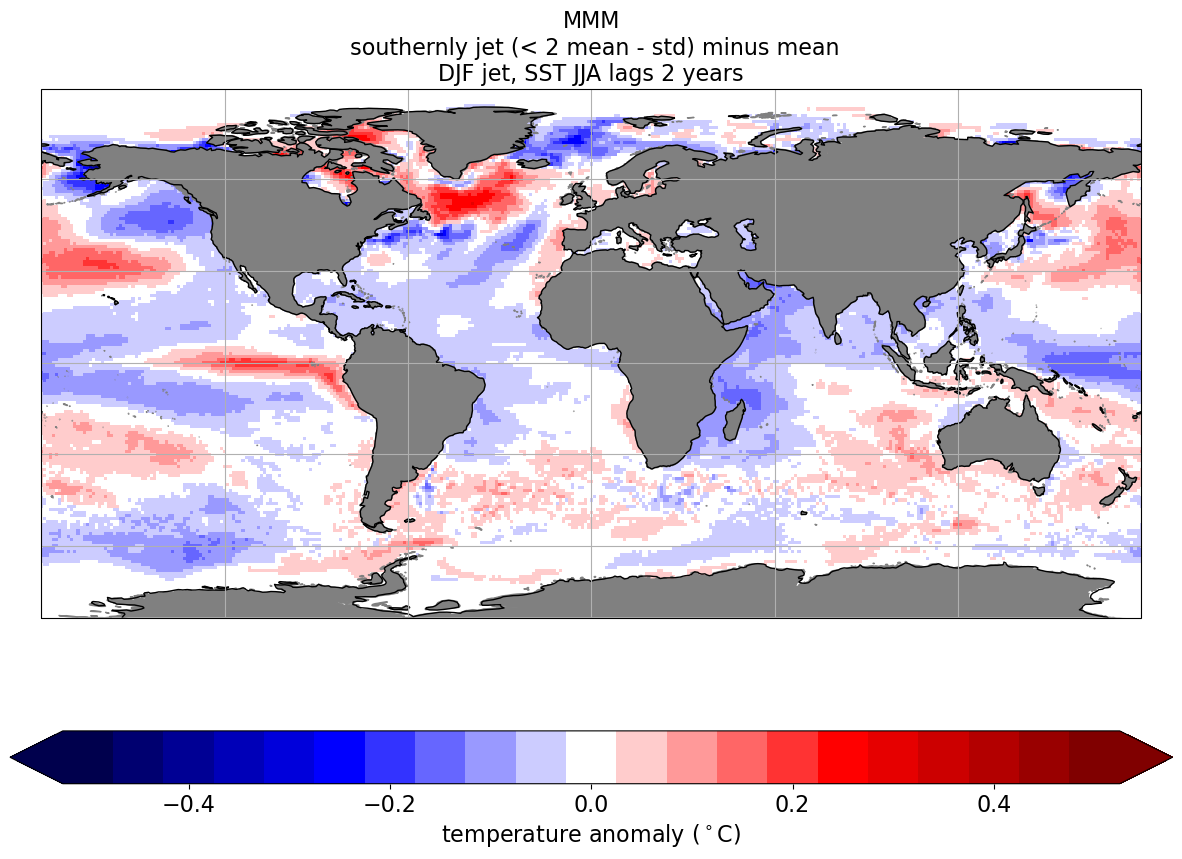 MMM
southernly jet (< 2 mean - std) minus mean
DJF jet, SST JJA lags 2 years
−0.4 −0.2 0.0 0.2 0.4
temperature anomaly (°C)